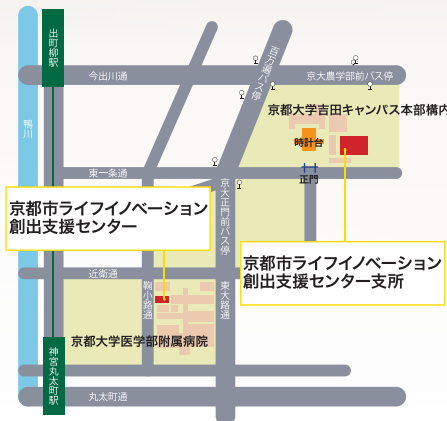 出町柳駅
今出川通
百万遍バス停
京大農学部前バス停
鴨川
京都大学吉田キャンパス本部構内
時計台
東一条通
正門
京大正門前バス停
京都市ライフイノベーション
創出支援センター
京都市ライフイノベーション
創出支援センター支所
近衛通
鞠小路通
東大路通
京都大学医学部附属病院
神宮丸太町駅
丸太町通